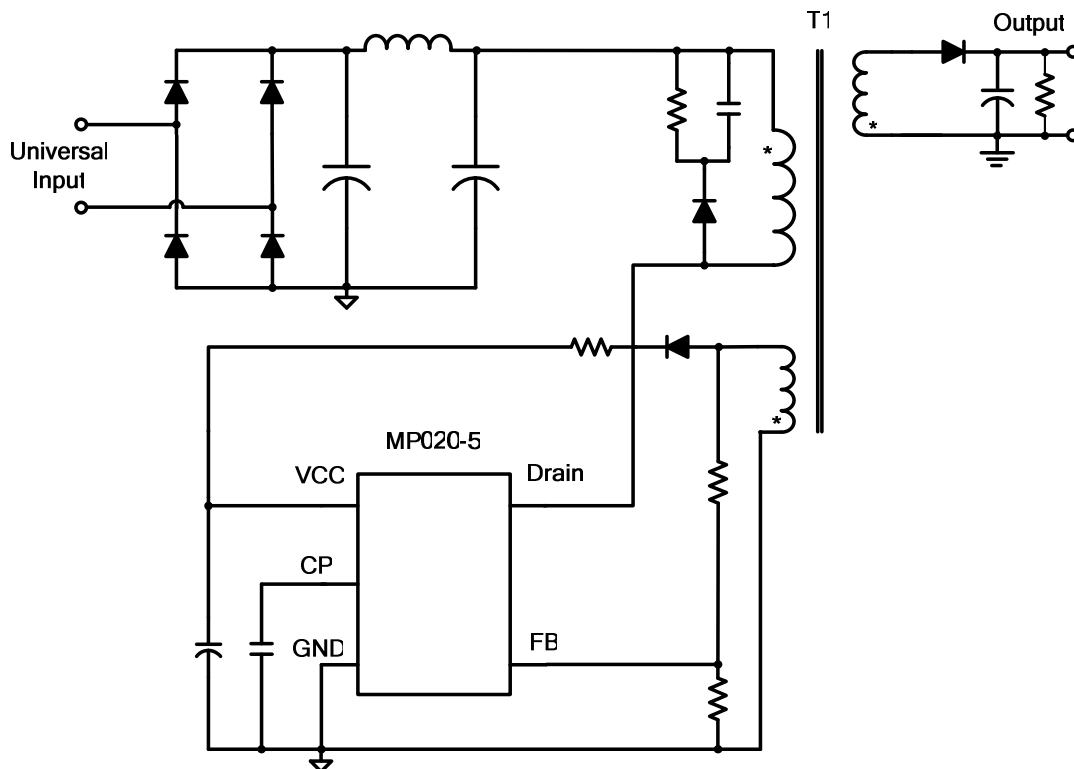 T1
Output
Universal
Input
MP020-5
VCC
Drain
CP
GND
FB